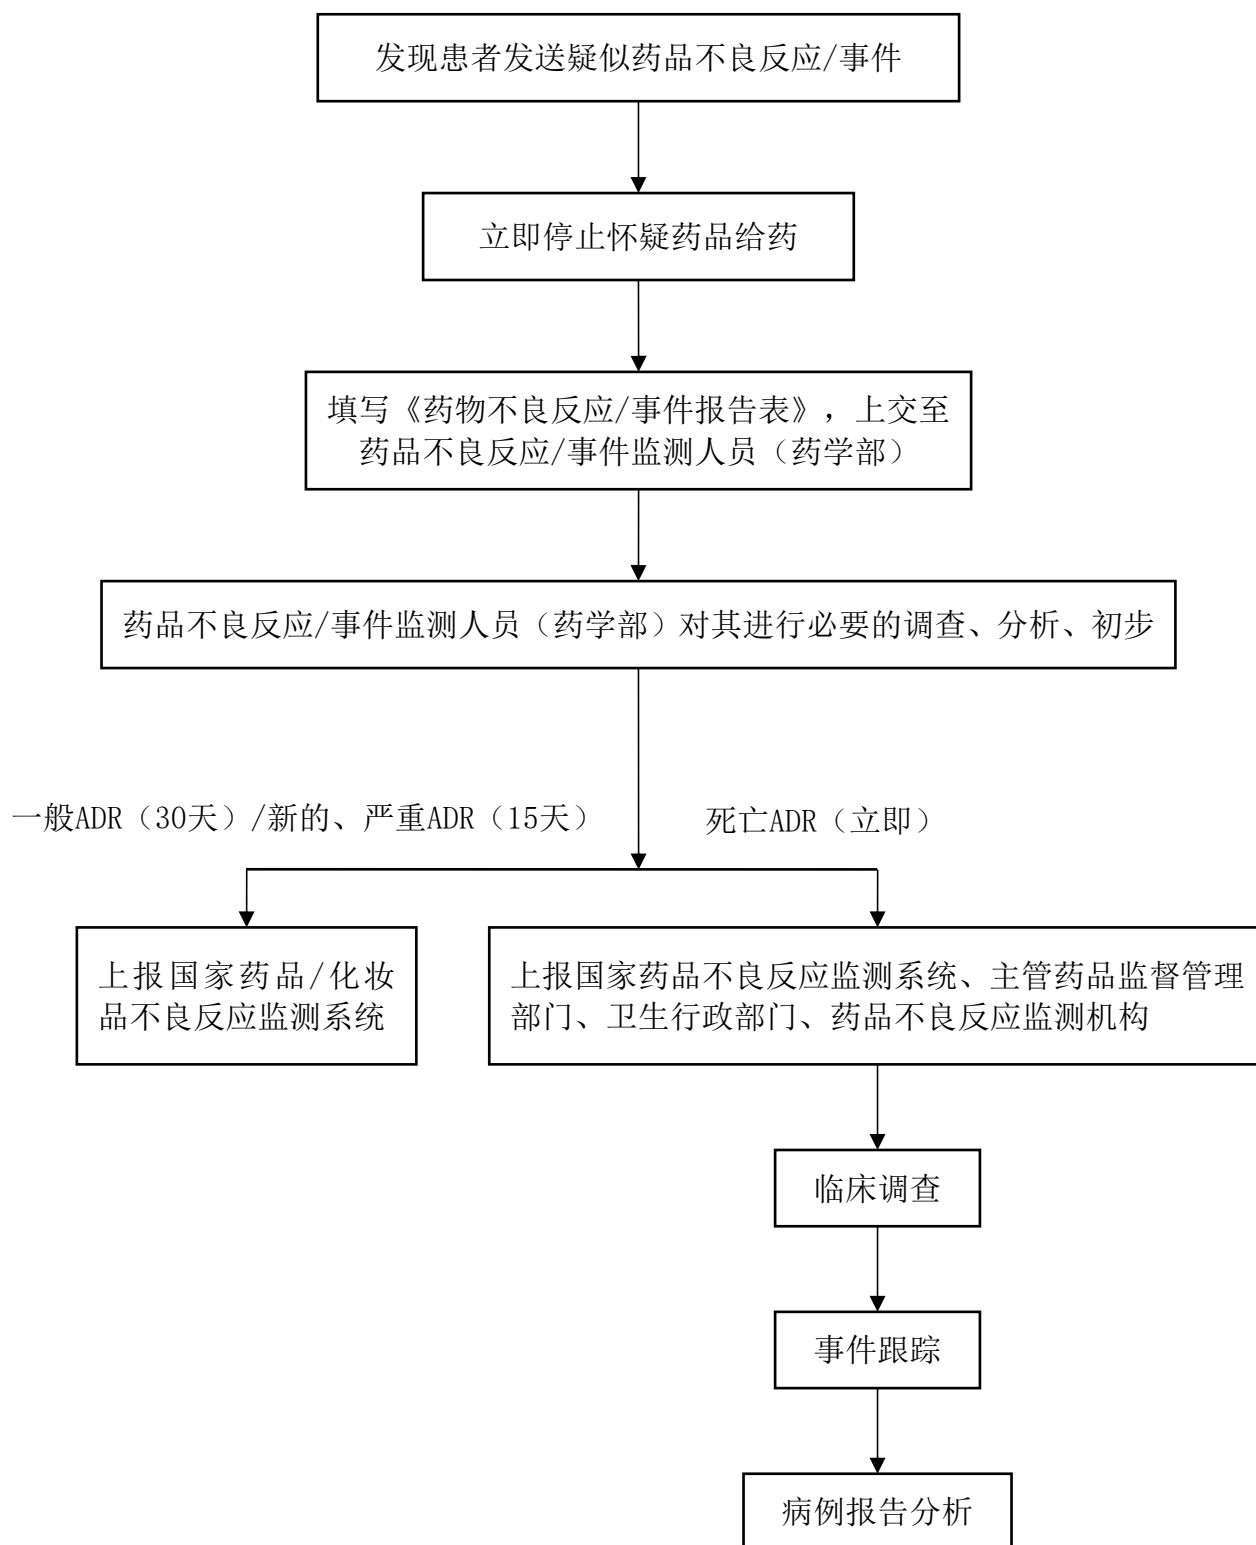 发现患者发送疑似药品不良反应/事件
立即停止怀疑药品给药
填写《药物不良反应/事件报告表》，上交至
药品不良反应/事件监测人员（药学部）
药品不良反应/事件监测人员（药学部）对其进行必要的调查、分析、初步
一般ADR（30天）/新的、严重ADR（15天）
死亡ADR（立即）
上报国家药品/化妆
品不良反应监测系统
上报国家药品不良反应监测系统、主管药品监督管理
部门、卫生行政部门、药品不良反应监测机构
临床调查
事件跟踪
病例报告分析